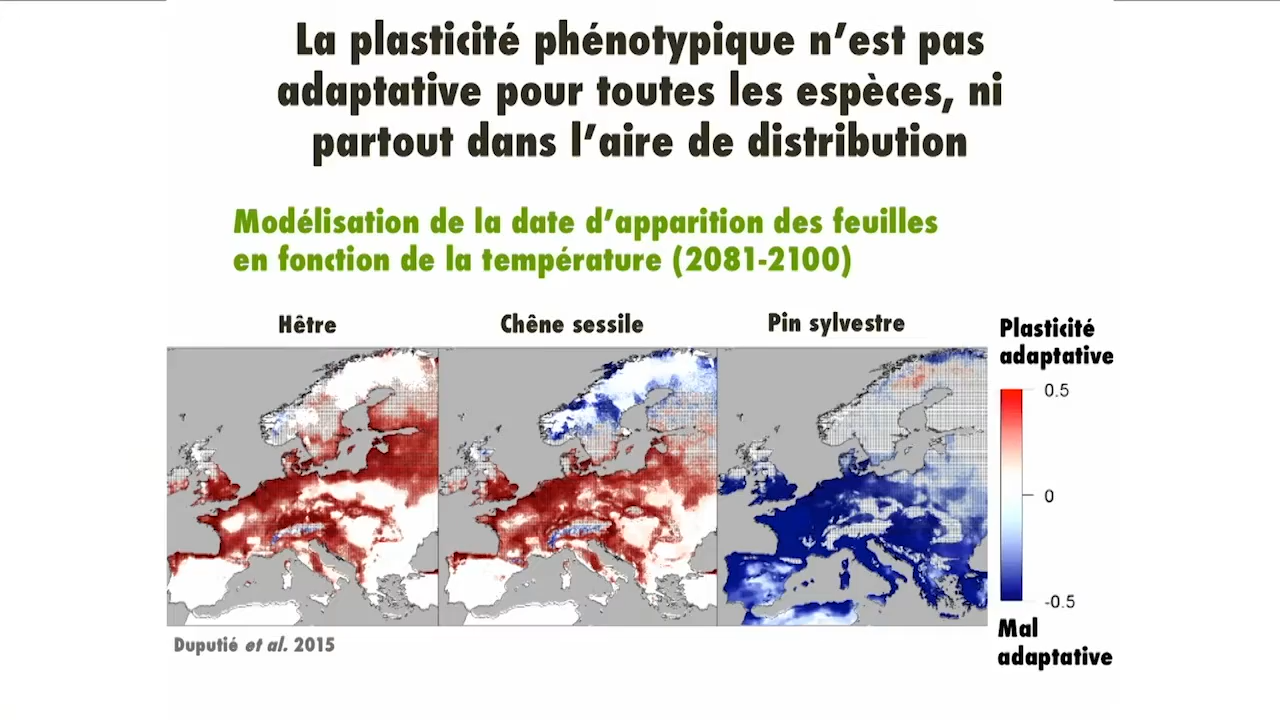 La plasticité phénotypique n’est pas
adaptative pour toutes les espèces, ni
partout dans l’aire de distribution
Modélisation de la date d’apparition des feuilles
en fonction de la température (2081-2100)
Hêtre
Chêne sessile
Pin sylvestre
Plasticité
adaptative
0.5
0
-0.5
Mal
adaptative
Duputié et al. 2015